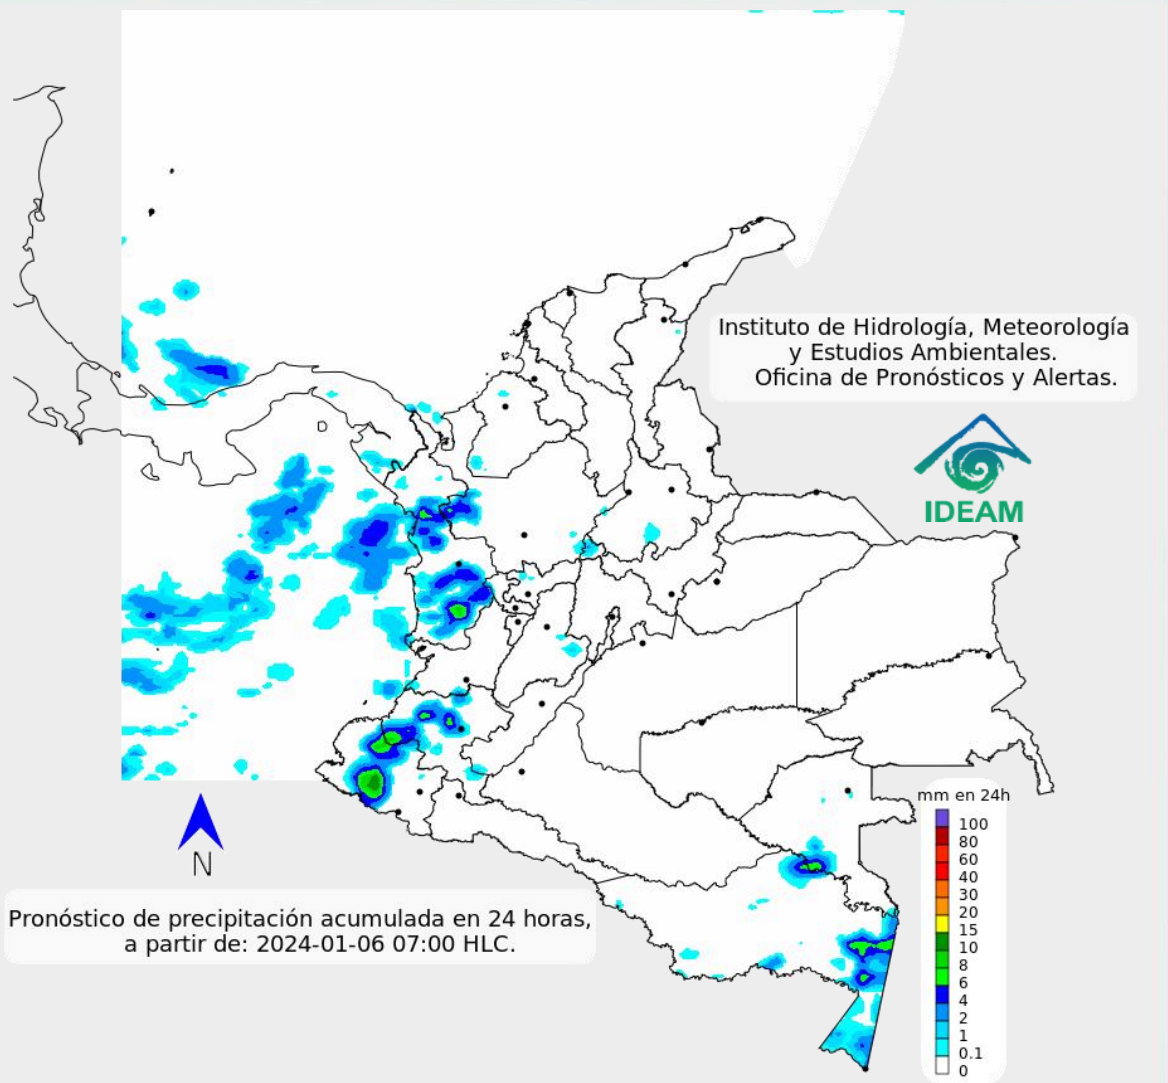 Instituto de Hidrología, Meteorología
y Estudios Ambientales.
Oficina de Pronósticos y Alertas.
IDEAM
mm en 24h
100
80
60
40
30
20
15
10
8
6
4
2
1
0.1
0
N
Pronóstico de precipitación acumulada en 24 horas,
a partir de: 2024-01-06 07:00 HLC.